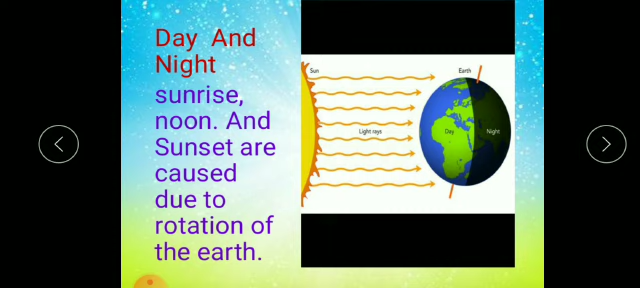 Day And
Night
sunrise,
noon. And
Sunset are
caused
due to
rotation of
the earth.
Sun
Earth
Light rays
Day
Night